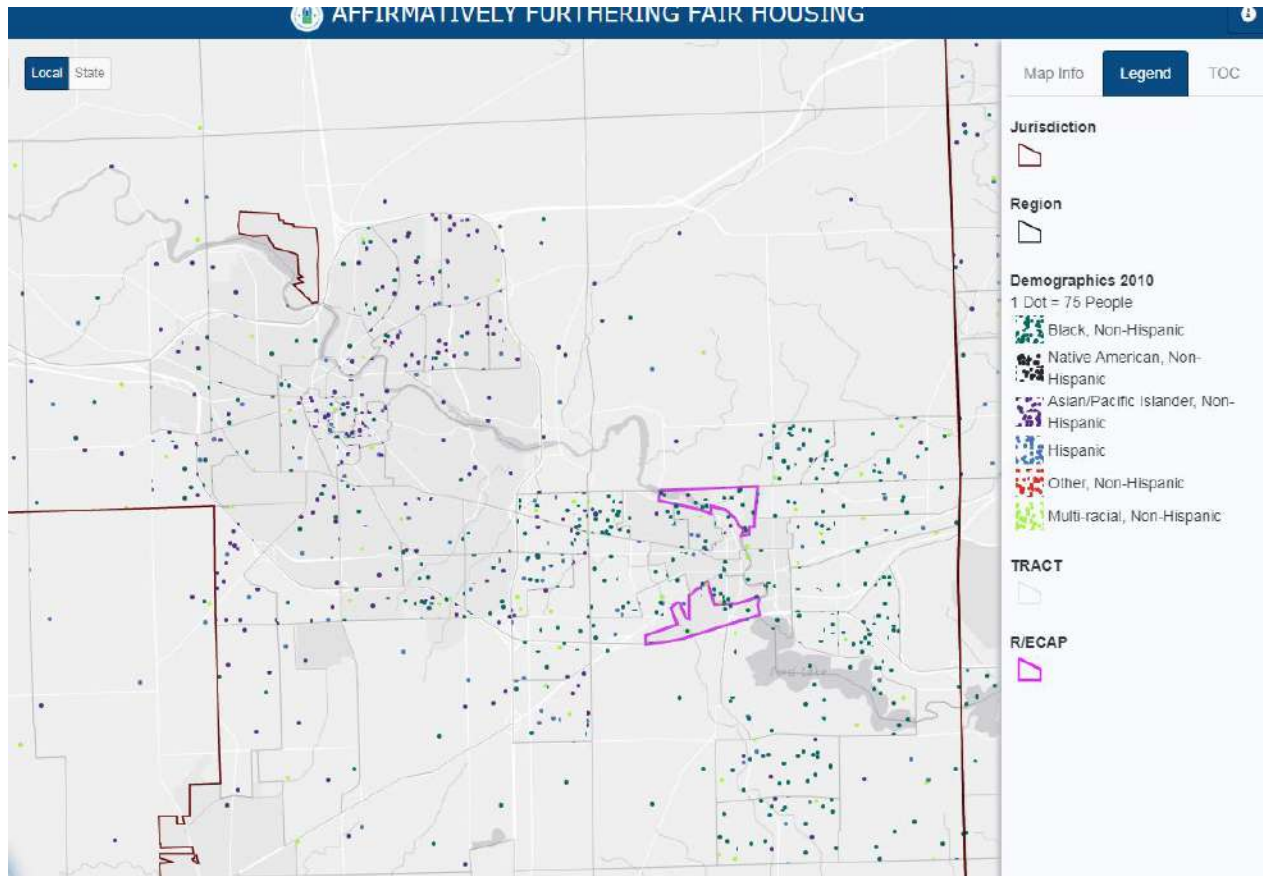 AFFIRMATIVELY FURTHERING FAIR HOUSING
Local State
Map Info Legend TOC
Jurisdiction
Region
Demographics 2010
1 Dot = 75 People
Black, Non-Hispanic
Native American, Non-
Hispanic
Asian/Pacific Islander, Non-
Hispanic
Hispanic
Other, Non-Hispanic
Multi-racial, Non-Hispanic
TRACT
R/ECAP
Ford Lake